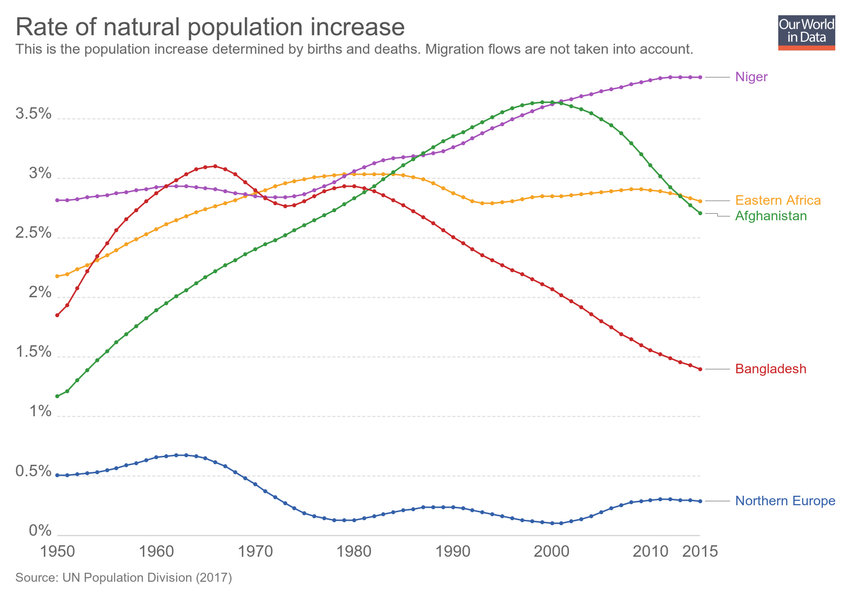 Rate of natural population increase
This is the population increase determined by births and deaths. Migration flows are not taken into account.
Our World
in Data
Niger
3.5%
3%
Eastern Africa
Afghanistan
2.5%
2%
1.5%
Bangladesh
1%
0.5%
Northern Europe
0%
1950 1960 1970 1980 1990 2000 2010 2015
Source: UN Population Division (2017)